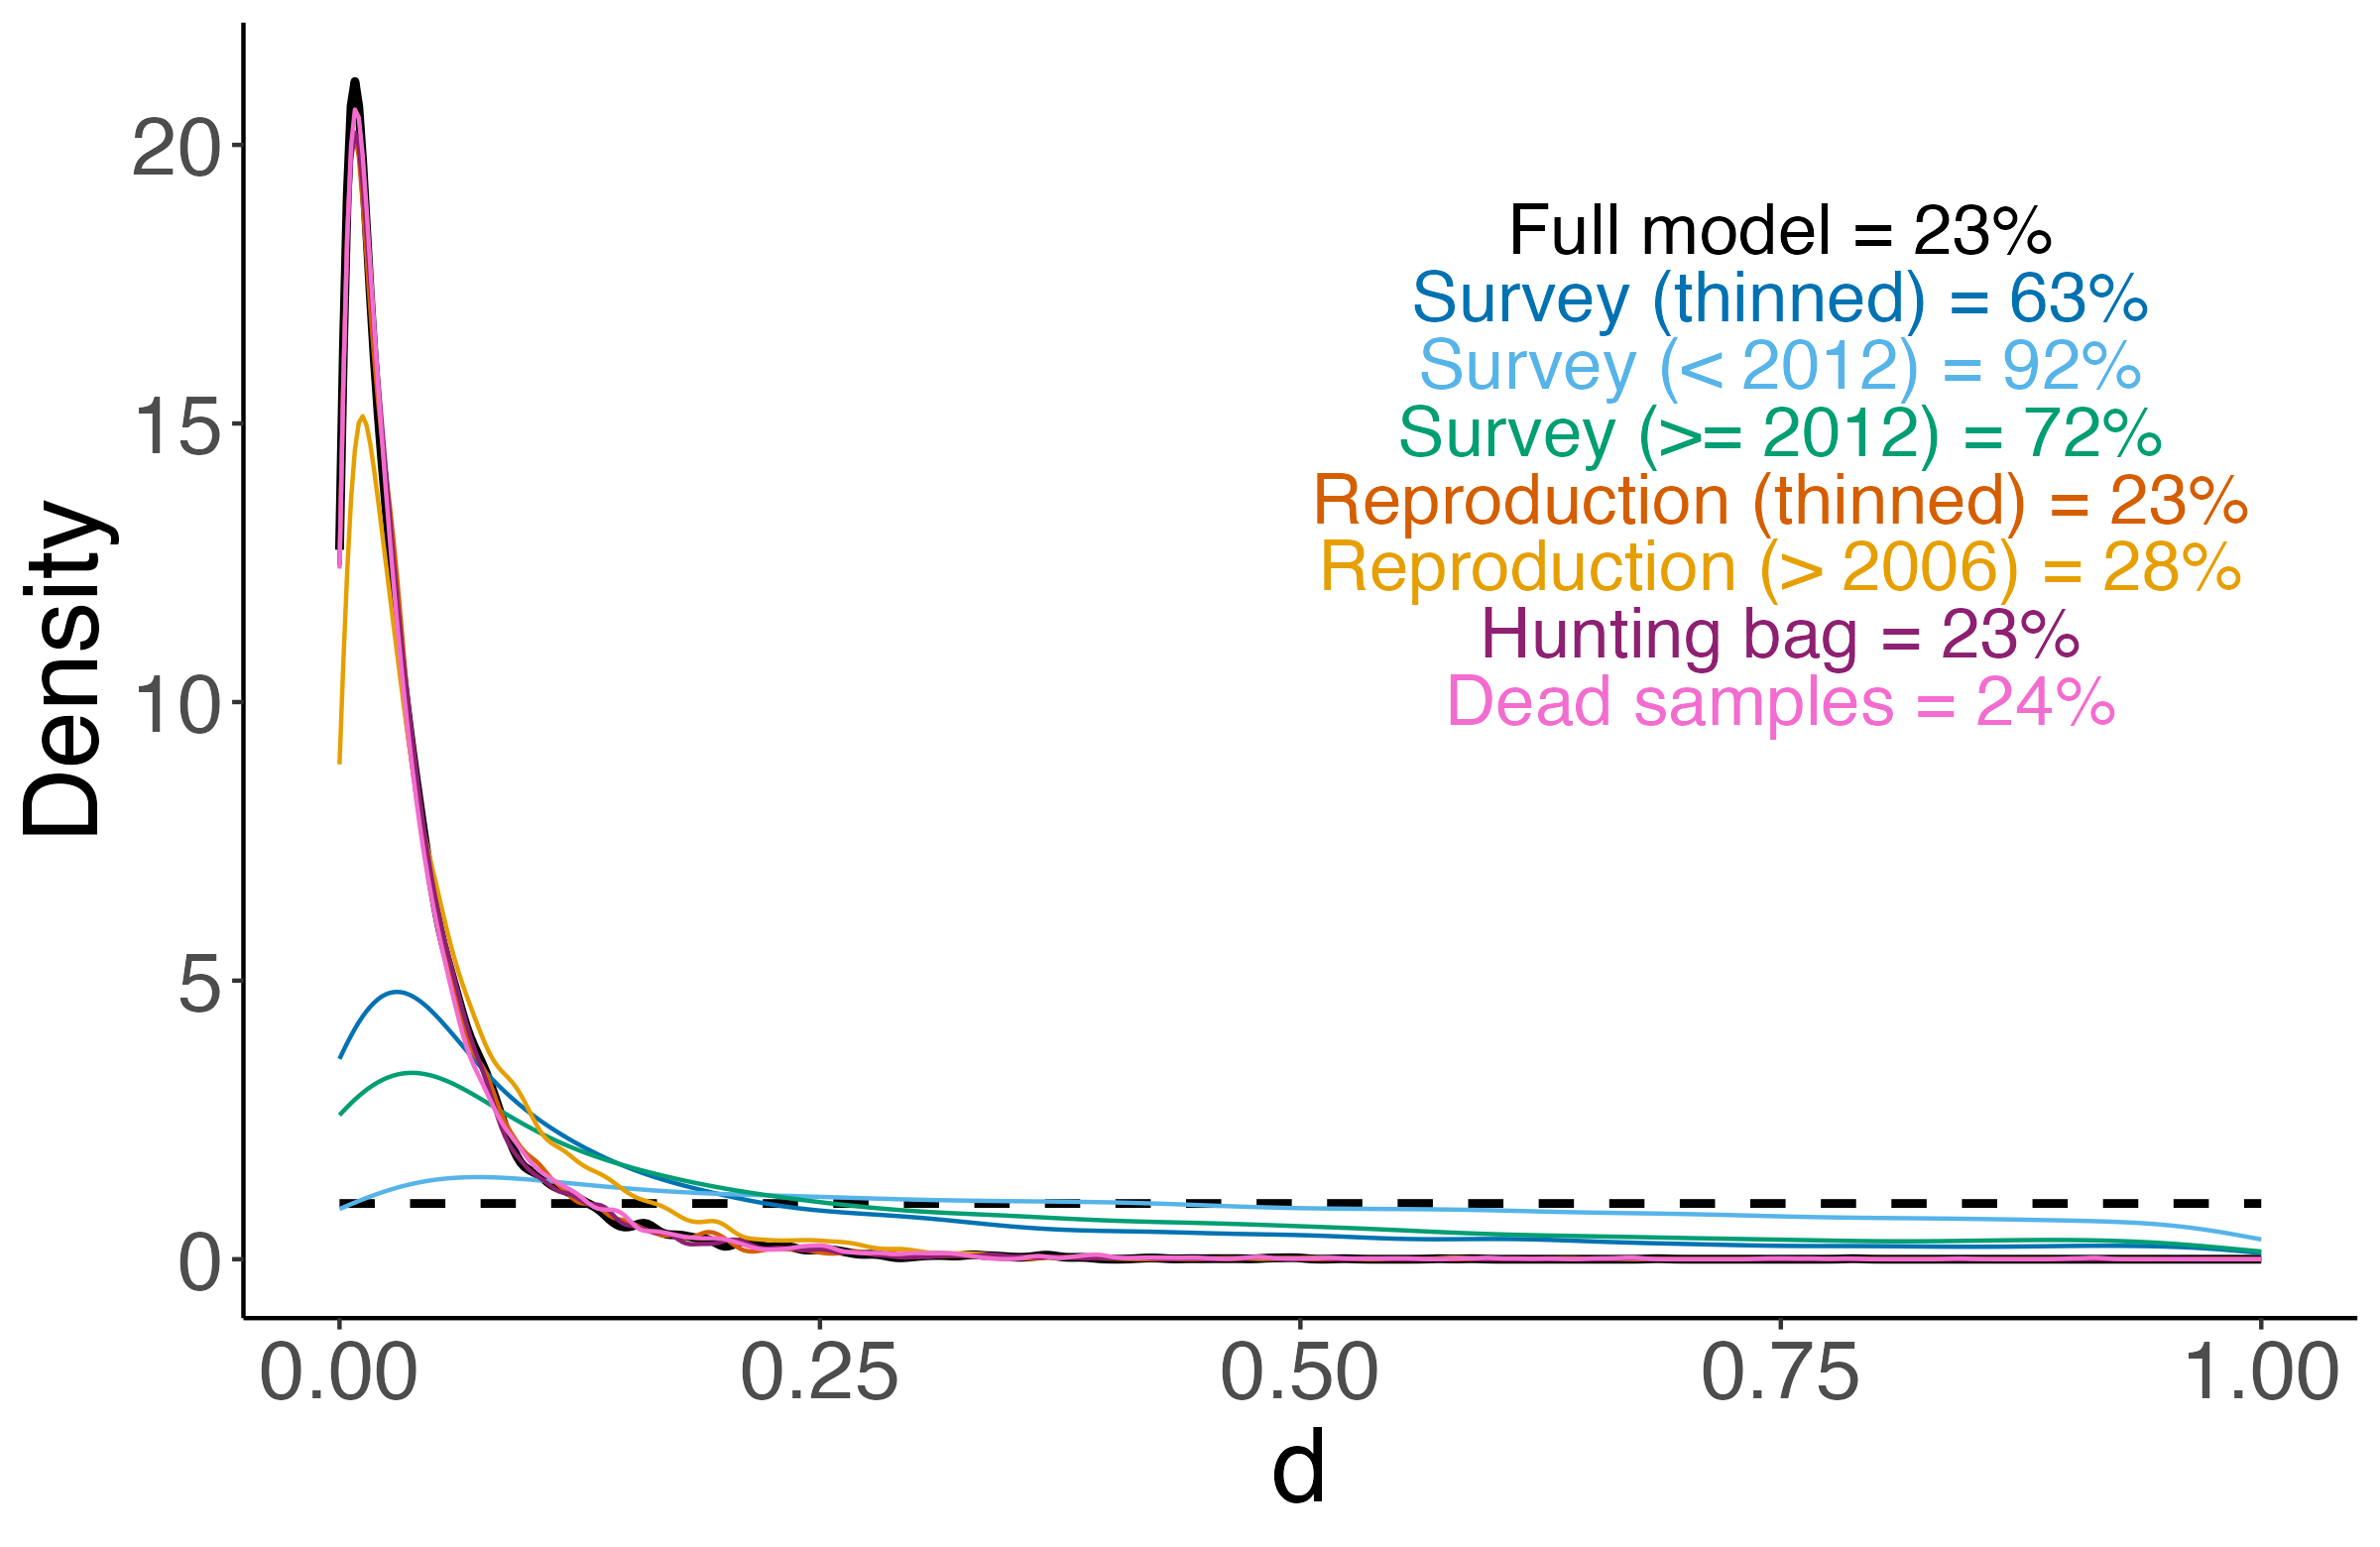 20
15
10
5
0
Density
Full model = 23%
Survey (thinned) = 63%
Survey (< 2012) = 92%
Survey (>= 2012) = 72%
Reproduction (thinned) = 23%
Reproduction (> 2006) = 28%
Hunting bag = 23%
Dead samples = 24%
0.00 0.25 0.50 0.75 1.00
d